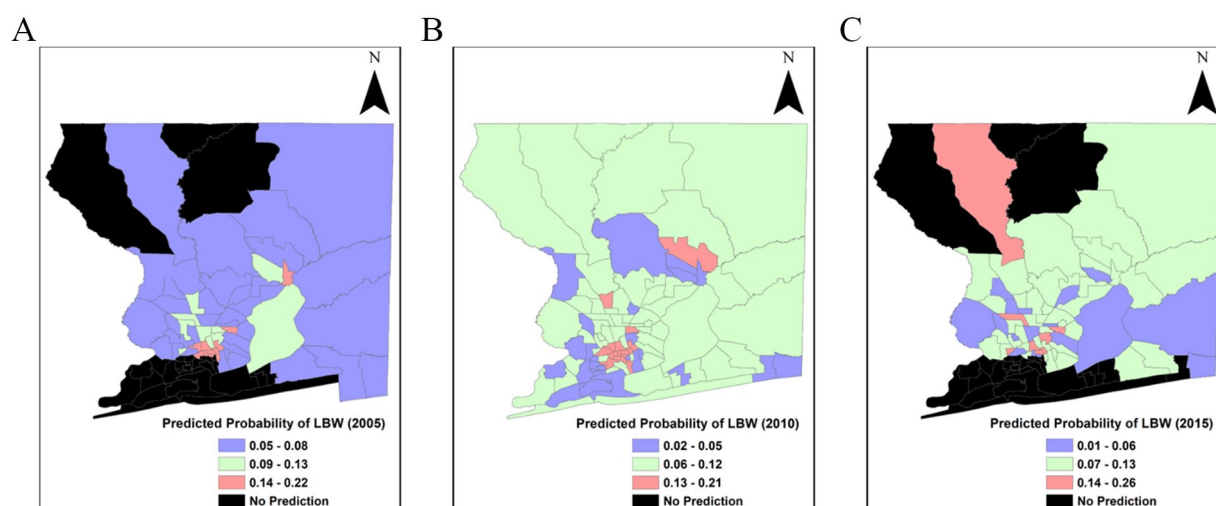 A
N
Predicted Probability of LBW (2005)
0.05 - 0.08
0.09 - 0.13
0.14 - 0.22
No Prediction
B
N
Predicted Probability of LBW (2010)
0.02 - 0.05
0.06 - 0.12
0.13 - 0.21
No Prediction
C
N
Predicted Probability of LBW (2015)
0.01 - 0.06
0.07 - 0.13
0.14 - 0.26
No Prediction